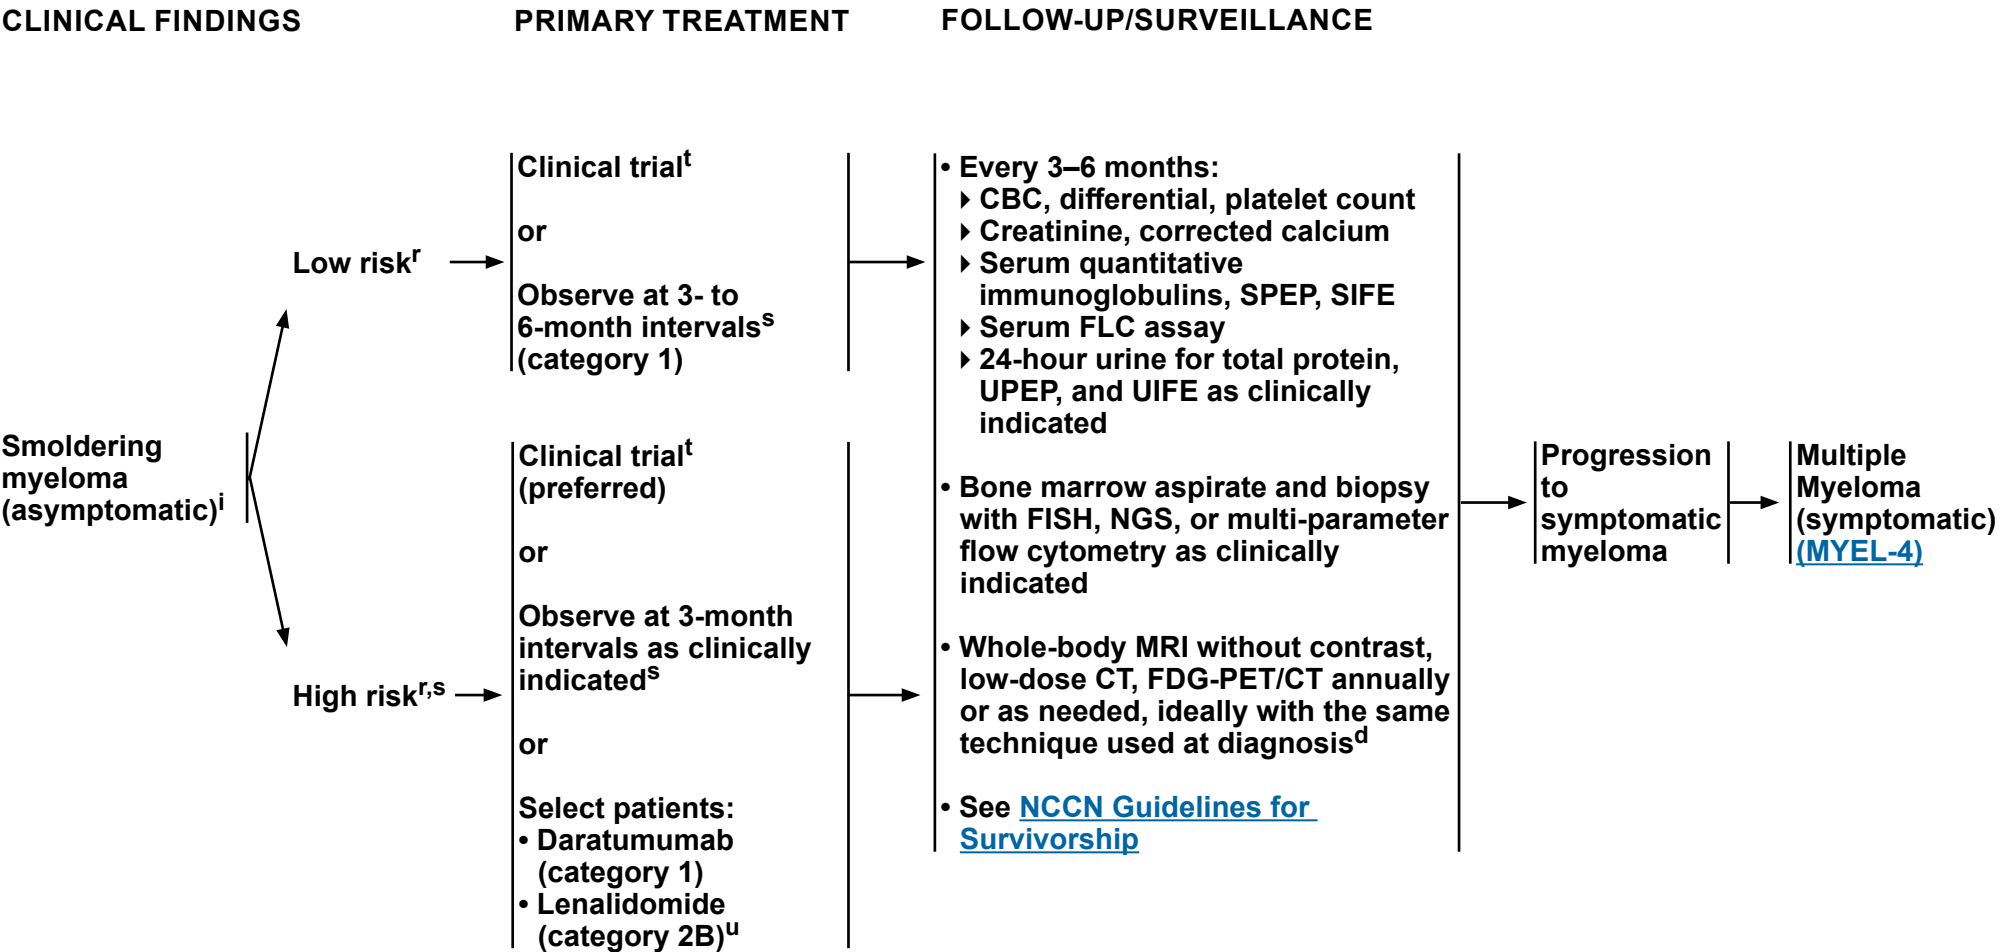 CLINICAL FINDINGS
PRIMARY TREATMENT
FOLLOW-UP/SURVEILLANCE
Smoldering
myeloma
(asymptomatic)i
Low riskr
High riskr,s
Clinical trialt
or
Observe at 3- to
6-month intervalss
(category 1)
Clinical trialt
(preferred)
or
Observe at 3-month
intervals as clinically
indicateds
or
Select patients:
• Daratumumab
(category 1)
• Lenalidomide
(category 2B)u
• Every 3–6 months:
CBC, differential, platelet count
Creatinine, corrected calcium
Serum quantitative
immunoglobulins, SPEP, SIFE
Serum FLC assay
24-hour urine for total protein,
UPEP, and UIFE as clinically
indicated
• Bone marrow aspirate and biopsy
with FISH, NGS, or multi-parameter
flow cytometry as clinically
indicated
• Whole-body MRI without contrast,
low-dose CT, FDG-PET/CT annually
or as needed, ideally with the same
technique used at diagnosisd
• See NCCN Guidelines for
Survivorship
Progression
to
symptomatic
myeloma
Multiple
Myeloma
(symptomatic)
(MYEL-4)